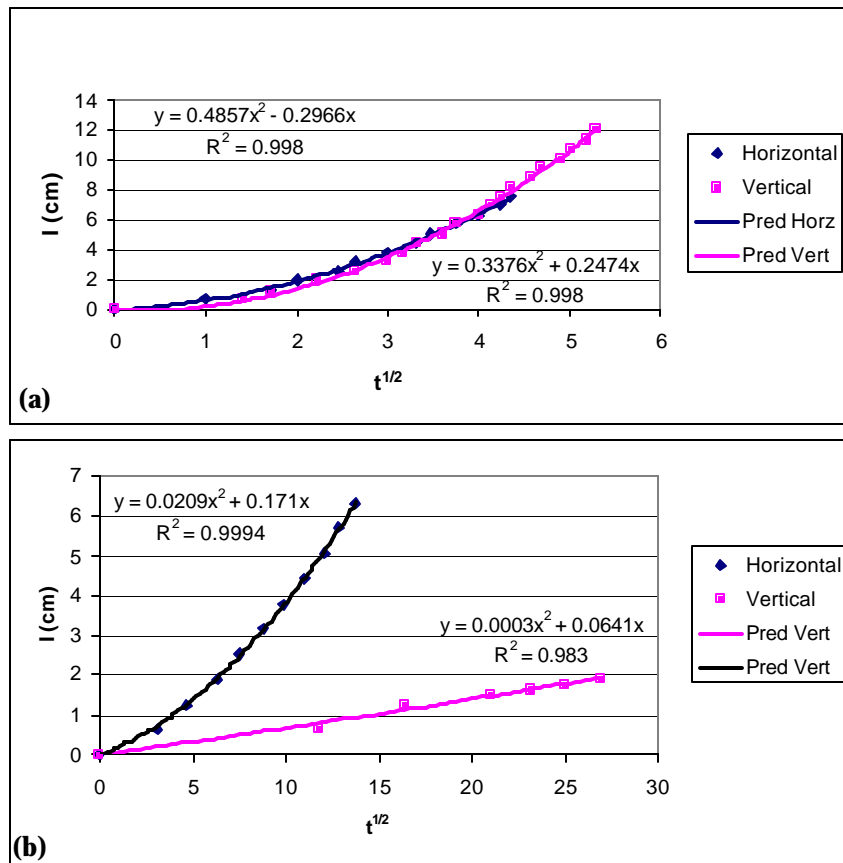 y = 0.4857x² - 0.2966x
R² = 0.998
14
12
10
8
6
4
2
0
I (cm)
y = 0.3376x² + 0.2474x
R² = 0.998
0 1 2 3 4 5 6
t^1/2
Horizontal
Vertical
Pred Horz
Pred Vert
(a)
y = 0.0209x² + 0.171x
R² = 0.9994
7
6
5
4
3
2
1
0
I (cm)
y = 0.0003x² + 0.0641x
R² = 0.983
0 5 10 15 20 25 30
t^1/2
Horizontal
Vertical
Pred Vert
Pred Vert
(b)